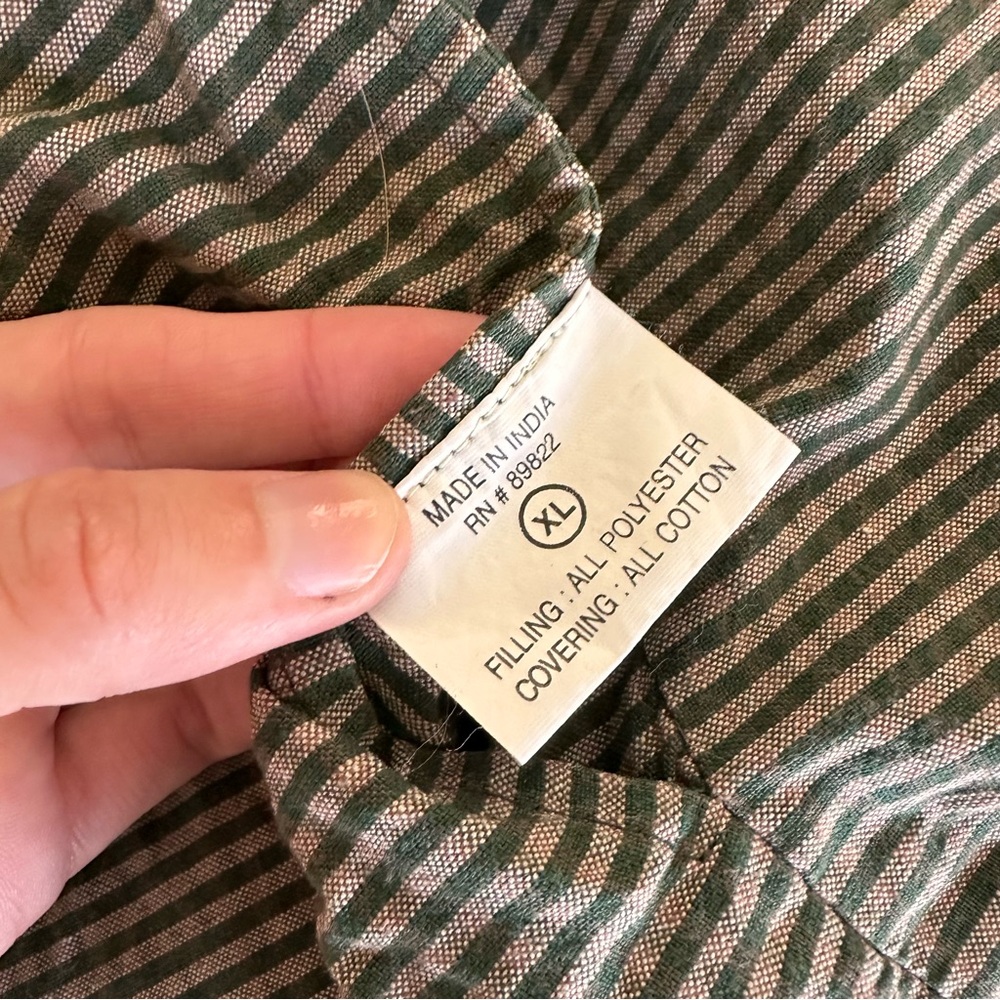 MADE IN INDIA
RN # 89822
XL
FILLING : ALL POLYESTER
COVERING : ALL COTTON